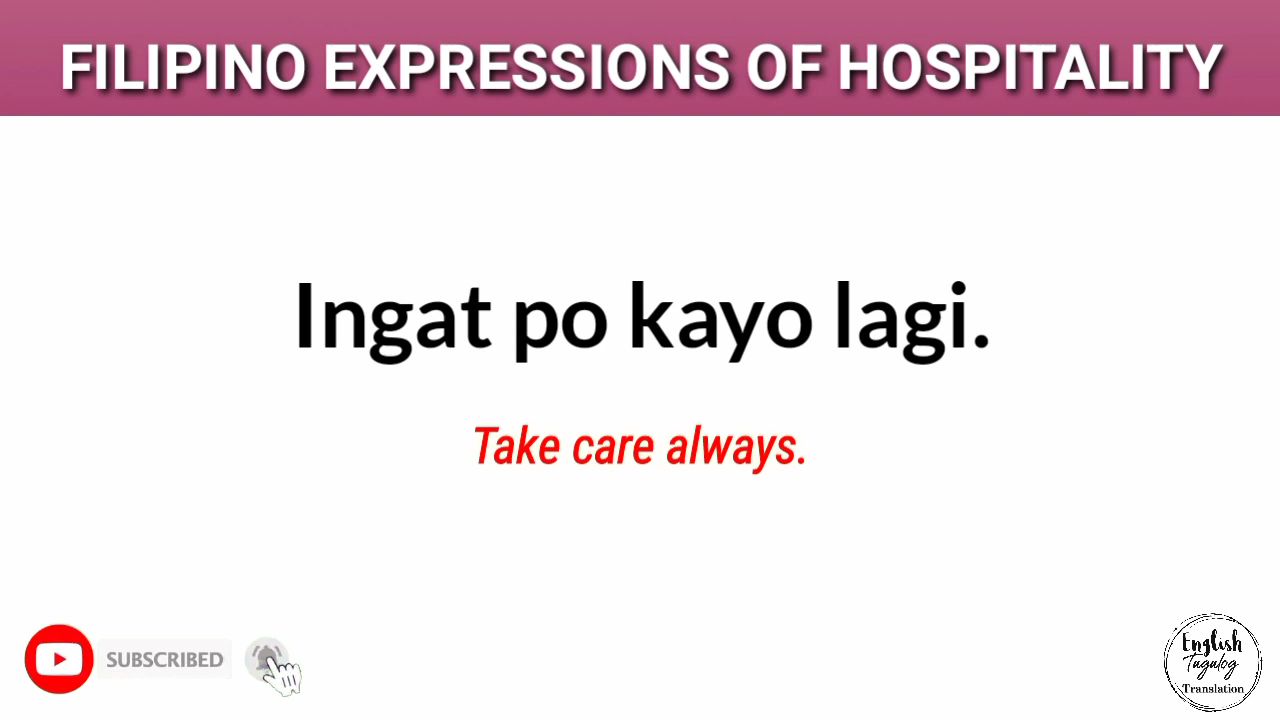 FILIPINO EXPRESSIONS OF HOSPITALITY
Ingat po kayo lagi.
Take care always.
SUBSCRIBED
English
Tagalog
Translation